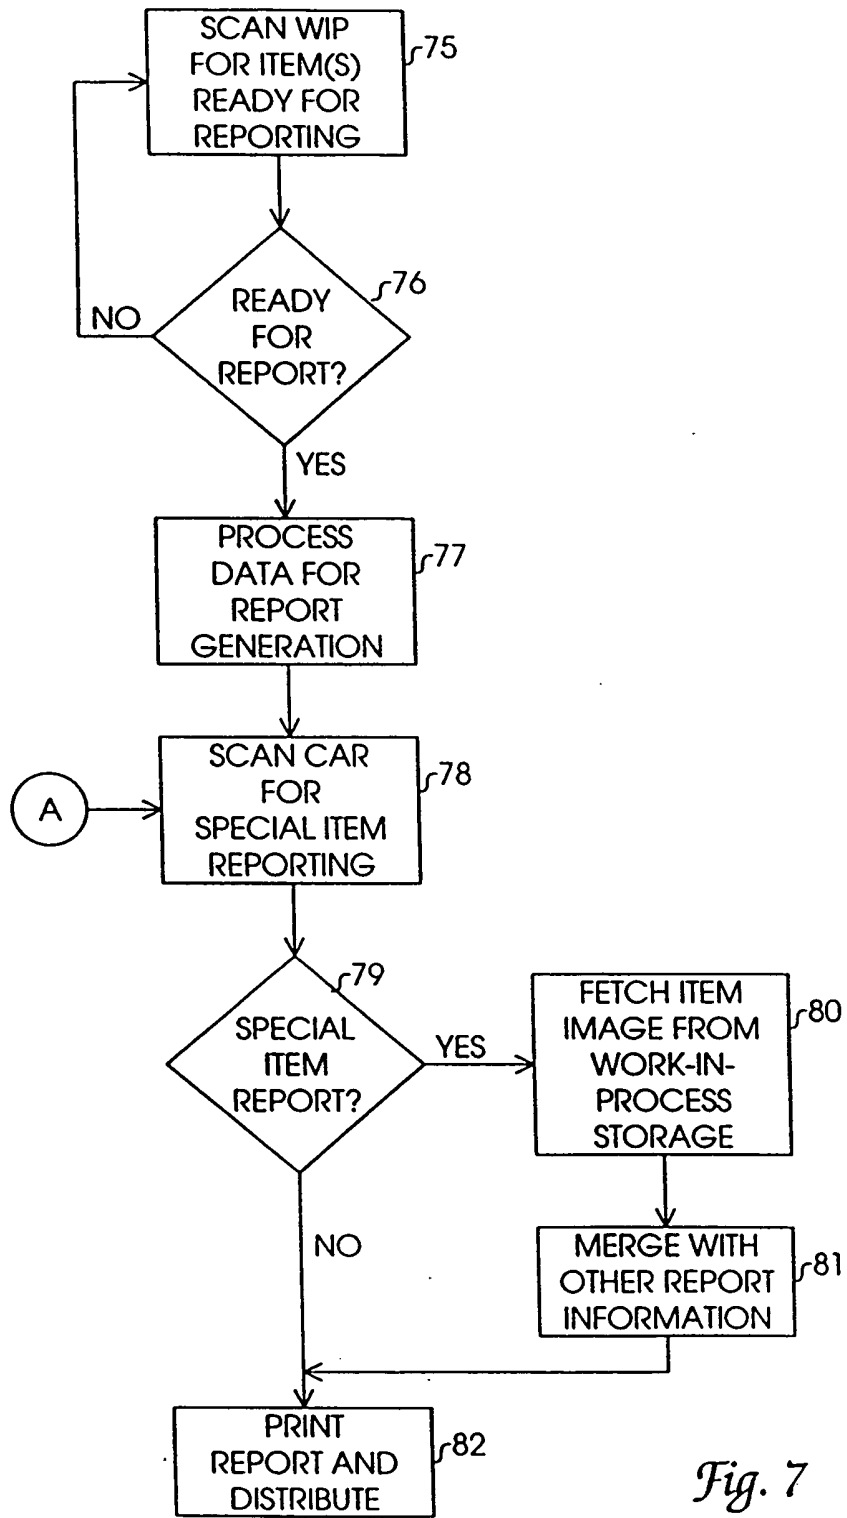 SCAN WIP
FOR ITEM(S)
READY FOR
REPORTING
75
READY
FOR
REPORT?
76
NO
YES
PROCESS
DATA FOR
REPORT
GENERATION
77
A
SCAN CAR
FOR
SPECIAL ITEM
REPORTING
78
SPECIAL
ITEM
REPORT?
79
YES
FETCH ITEM
IMAGE FROM
WORK-IN-
PROCESS
STORAGE
80
NO
MERGE WITH
OTHER REPORT
INFORMATION
81
PRINT
REPORT AND
DISTRIBUTE
82
Fig. 7